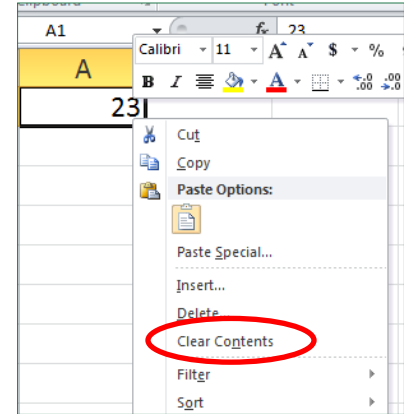 A1 fx 23
Calibri 11 A A $ %
A
B I A .0 .00 .00 .0
23
Cut
Copy
Paste Options:
Paste Special...
Insert...
Delete
Clear Contents
Filter
Sort